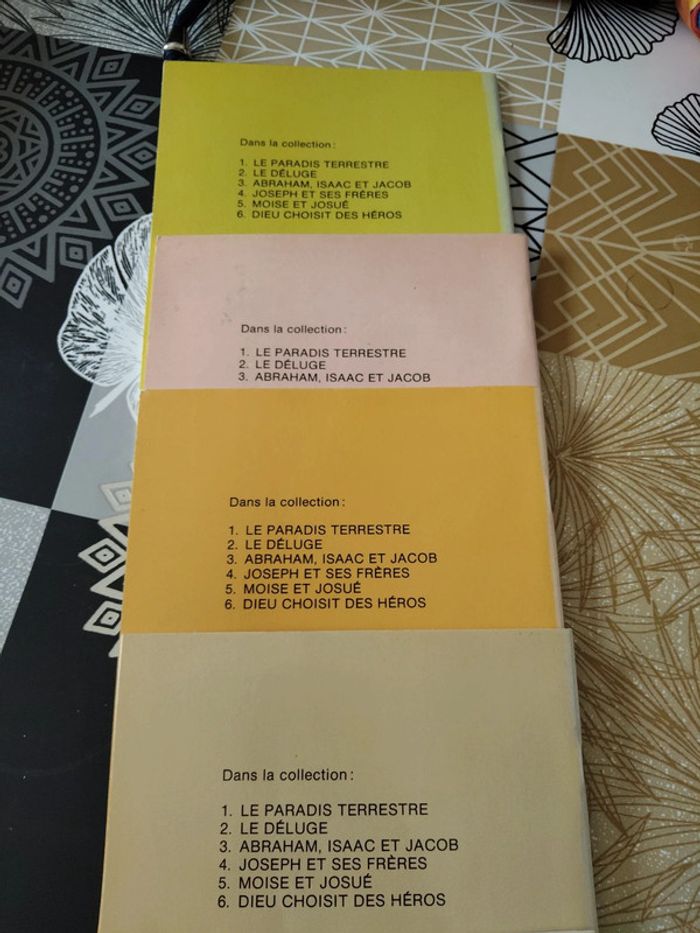 Dans la collection:
1. LE PARADIS TERRESTRE
2. LE DÉLUGE
3. ABRAHAM, ISAAC ET JACOB
4. JOSEPH ET SES FRÈRES
5. MOISE ET JOSUÉ
6. DIEU CHOISIT DES HÉROS
Dans la collection:
1. LE PARADIS TERRESTRE
2. LE DÉLUGE
3. ABRAHAM, ISAAC ET JACOB
Dans la collection:
1. LE PARADIS TERRESTRE
2. LE DÉLUGE
3. ABRAHAM, ISAAC ET JACOB
4. JOSEPH ET SES FRÈRES
5. MOISE ET JOSUÉ
6. DIEU CHOISIT DES HÉROS
Dans la collection:
1. LE PARADIS TERRESTRE
2. LE DÉLUGE
3. ABRAHAM, ISAAC ET JACOB
4. JOSEPH ET SES FRÈRES
5. MOISE ET JOSUÉ
6. DIEU CHOISIT DES HÉROS